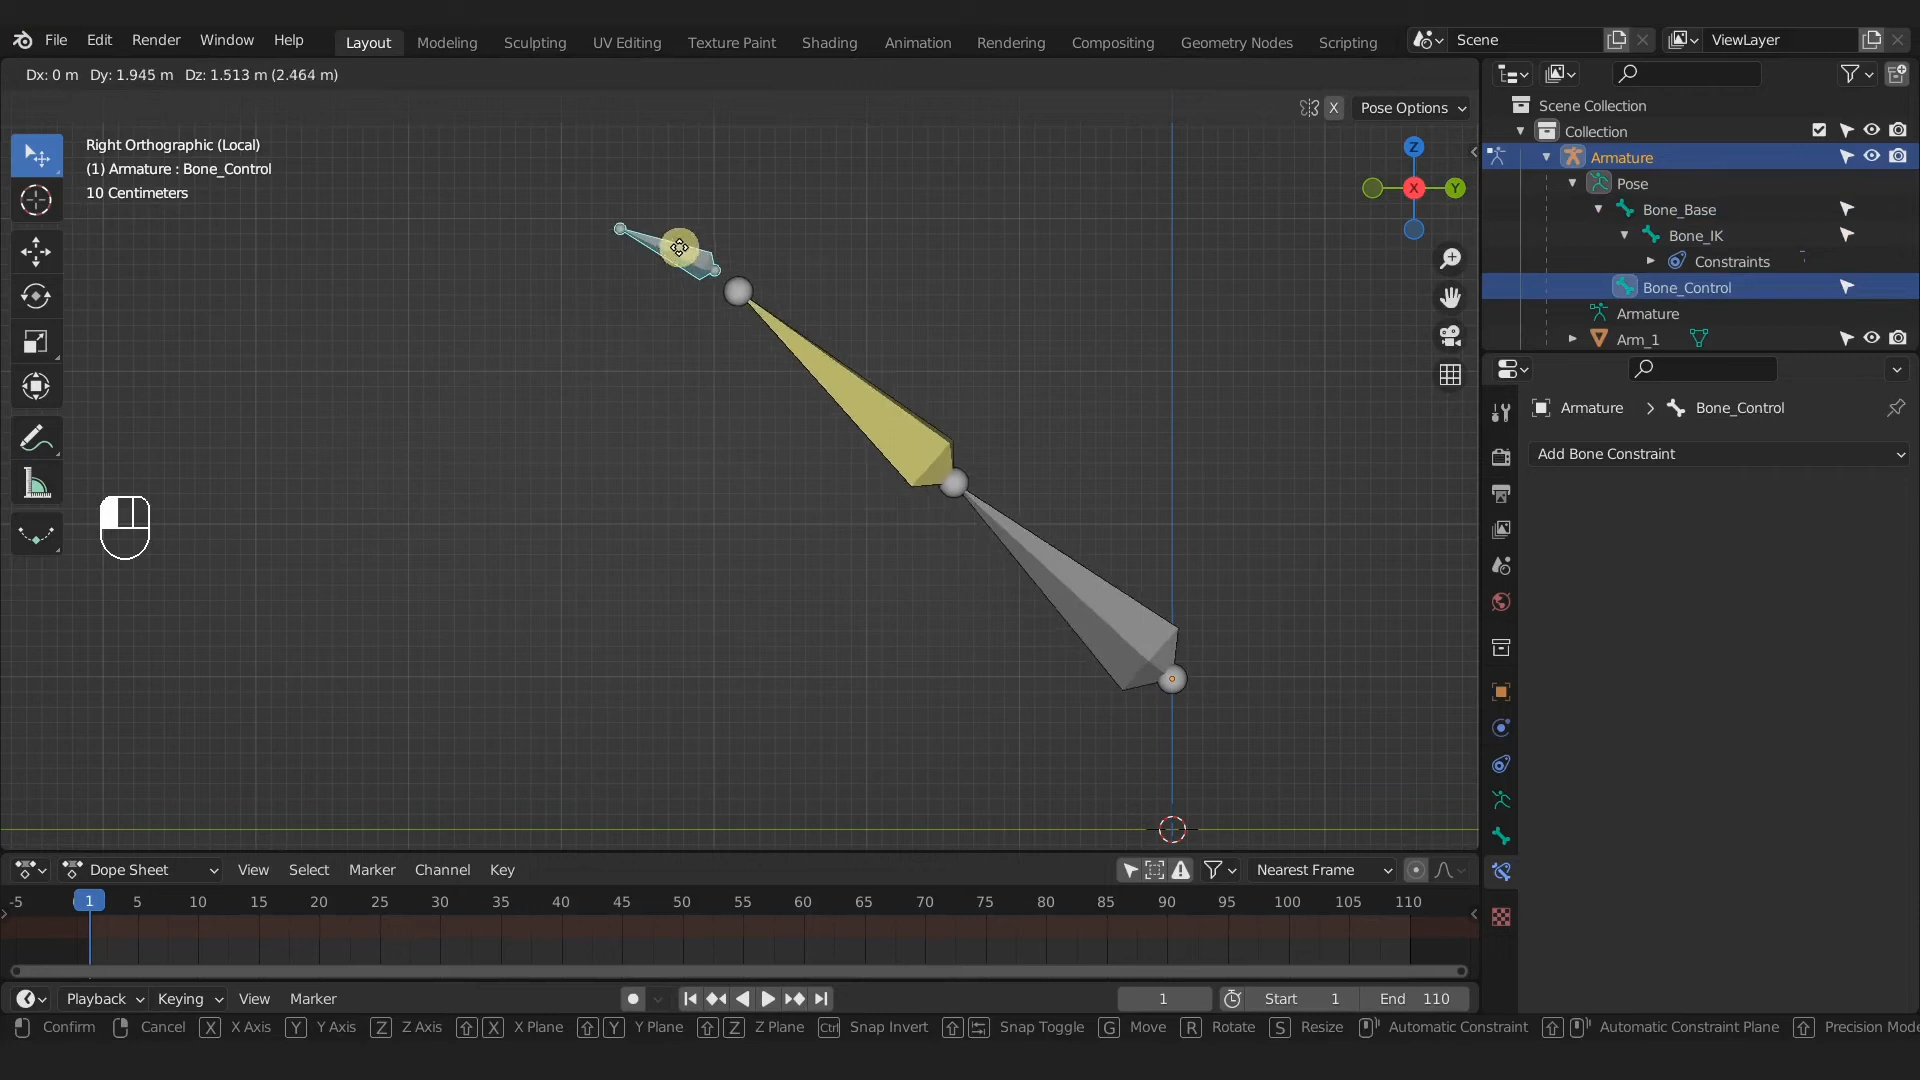 File Edit Render Window Help Layout Modeling Sculpting UV Editing Texture Paint Shading Animation Rendering Compositing Geometry Nodes Scripting Scene ViewLayer
Dx: 0 m Dy: 1.945 m Dz: 1.513 m (2.464 m)
X Pose Options
Right Orthographic (Local)
(1) Armature : Bone_Control
10 Centimeters
Z
X
Y
Scene Collection
Collection
Armature
Pose
Bone_Base
Bone_IK
Constraints
Bone_Control
Armature
Arm_1
Armature Bone_Control
Add Bone Constraint
Dope Sheet View Select Marker Channel Key Nearest Frame
-5 1 5 10 15 20 25 30 35 40 45 50 55 60 65 70 75 80 85 90 95 100 105 110
Playback Keying View Marker 1 Start 1 End 110
Confirm Cancel X X Axis Y Y Axis Z Z Axis X X Plane Y Y Plane Z Z Plane Ctrl Snap Invert Snap Toggle G Move R Rotate S Resize Automatic Constraint Automatic Constraint Plane Precision Mode